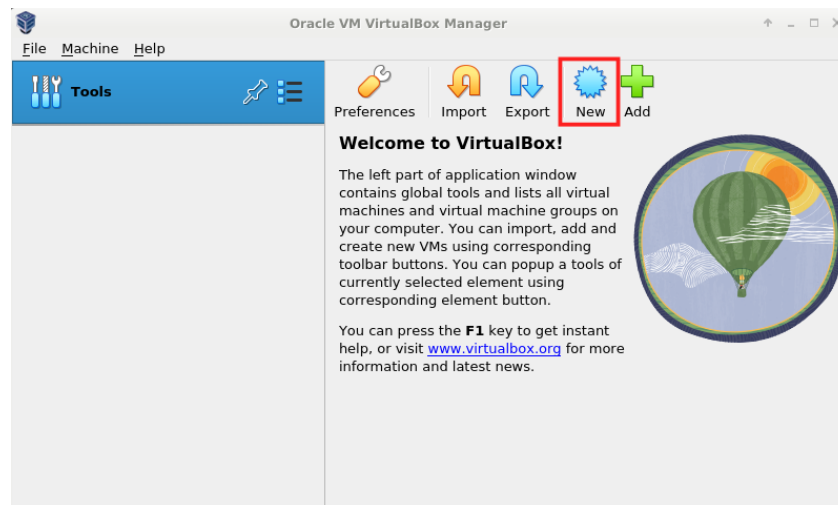 Oracle VM VirtualBox Manager
File Machine Help
Tools
Preferences Import Export New Add
Welcome to VirtualBox!
The left part of application window
contains global tools and lists all virtual
machines and virtual machine groups on
your computer. You can import, add and
create new VMs using corresponding
toolbar buttons. You can popup a tools of
currently selected element using
corresponding element button.
You can press the F1 key to get instant
help, or visit www.virtualbox.org for more
information and latest news.